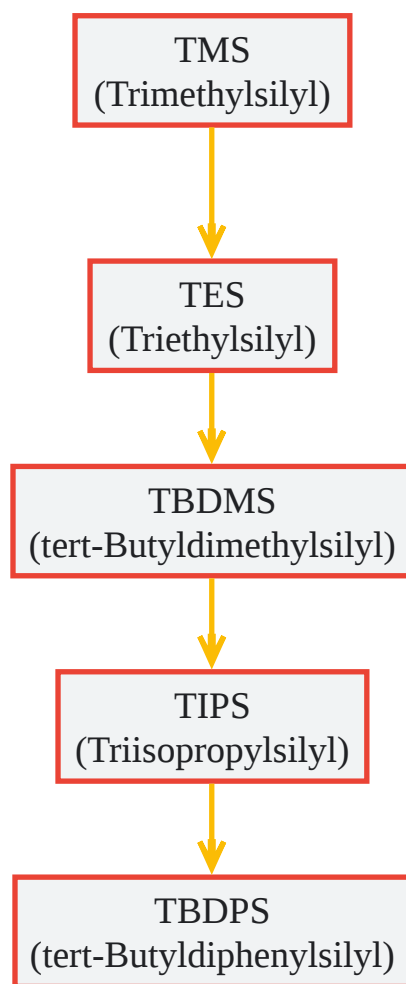 TMS
(Trimethylsilyl)
TES
(Triethylsilyl)
TBDMS
(tert-Butyldimethylsilyl)
TIPS
(Triisopropylsilyl)
TBDPS
(tert-Butyldiphenylsilyl)